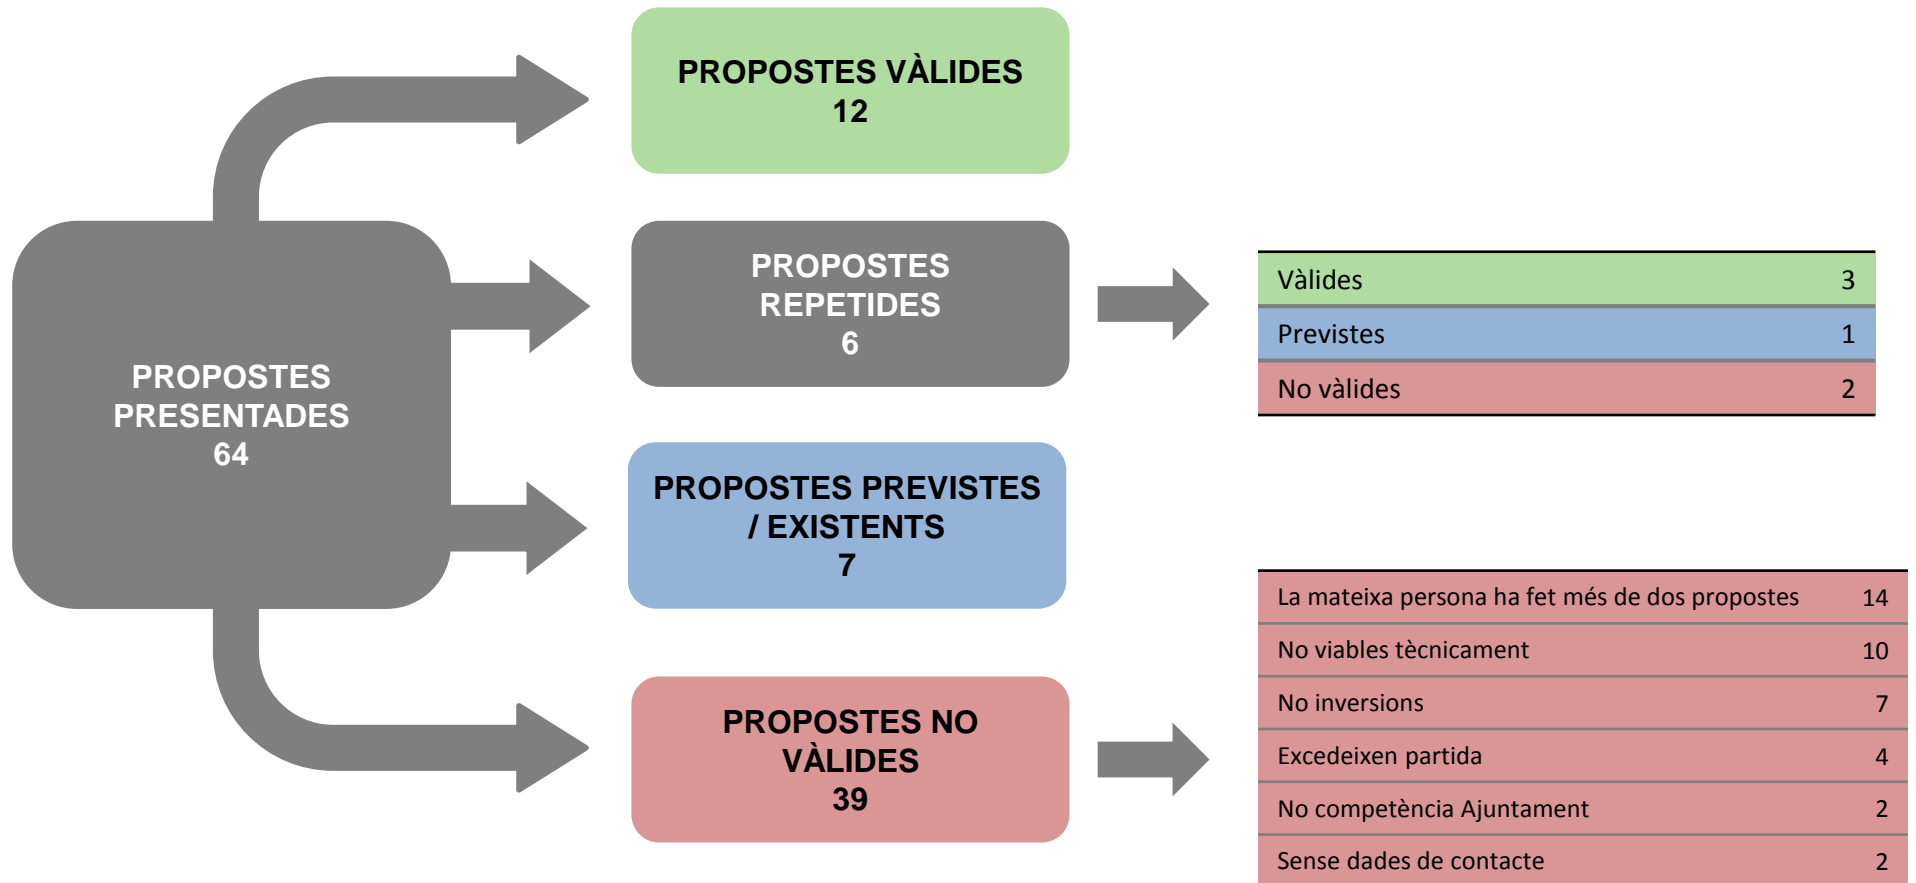 PROPOSTES VÀLIDES
12
PROPOSTES
PRESENTADES
64
PROPOSTES
REPETIDES
6
Vàlides 3
Previstes 1
No vàlides 2
PROPOSTES PREVISTES
/ EXISTENTS
7
PROPOSTES NO
VÀLIDES
39
La mateixa persona ha fet més de dos propostes 14
No viables tècnicament 10
No inversions 7
Excedeixen partida 4
No competència Ajuntament 2
Sense dades de contacte 2